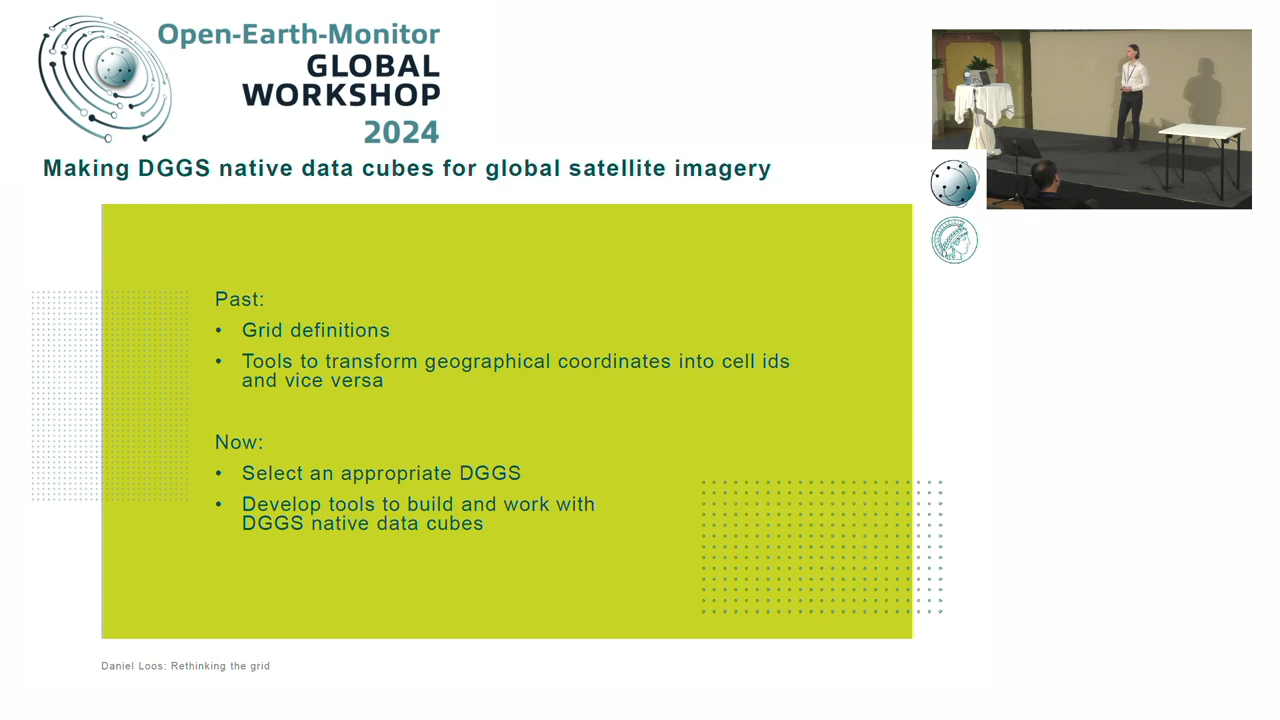 Open-Earth-Monitor
GLOBAL
WORKSHOP
2024
Making DGGS native data cubes for global satellite imagery
Past:
• Grid definitions
• Tools to transform geographical coordinates into cell ids
and vice versa
Now:
• Select an appropriate DGGS
• Develop tools to build and work with
DGGS native data cubes
Daniel Loos: Rethinking the grid